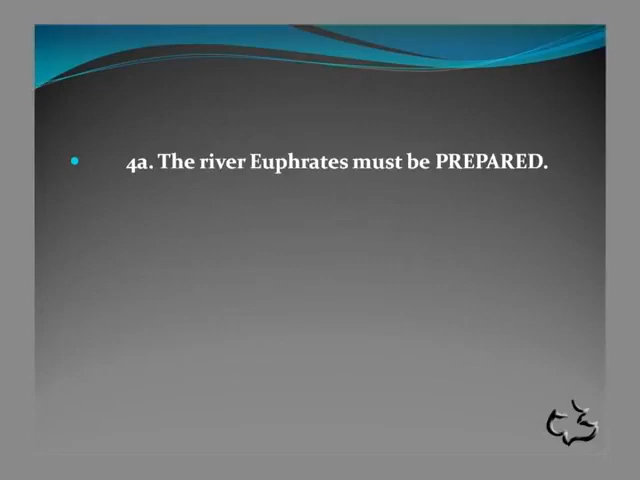 • 4a. The river Euphrates must be PREPARED.